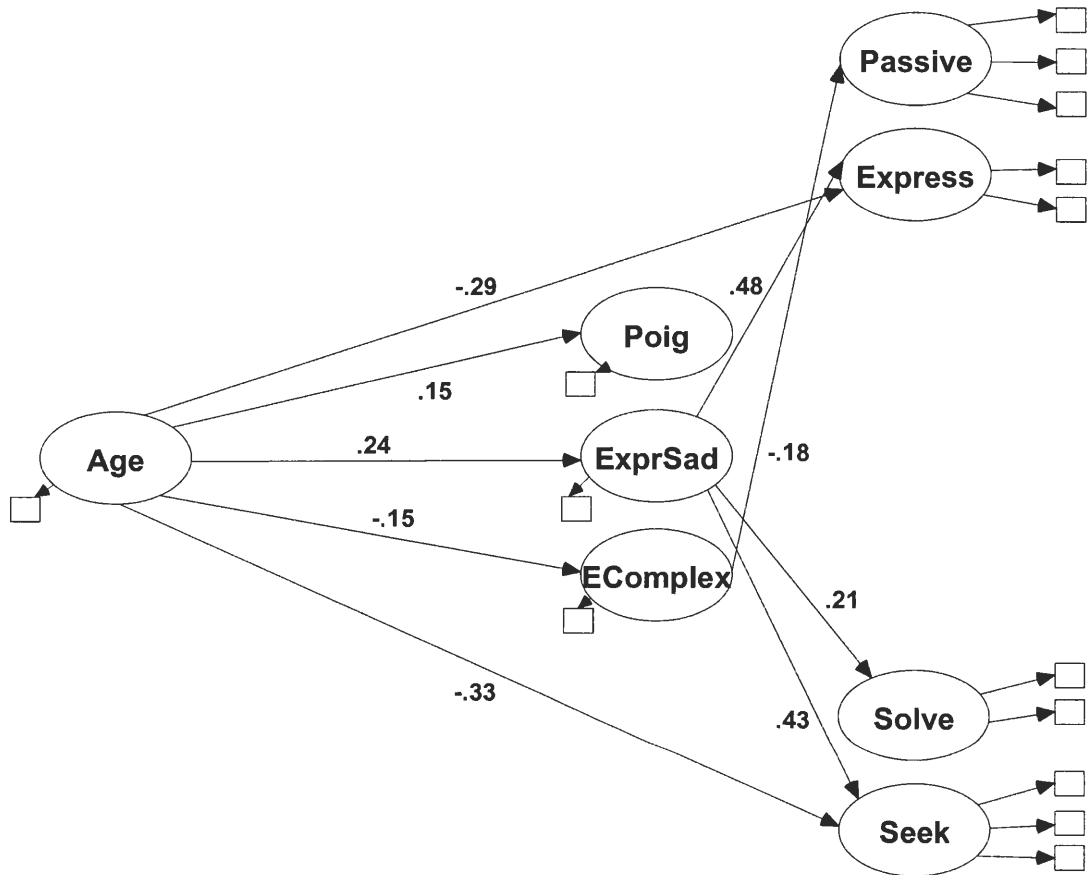 Passive
Express
-.29
.48
Poig
.15
Age
.24
ExprSad
-.18
-.15
EComplex
.21
-.33
.43
Solve
Seek